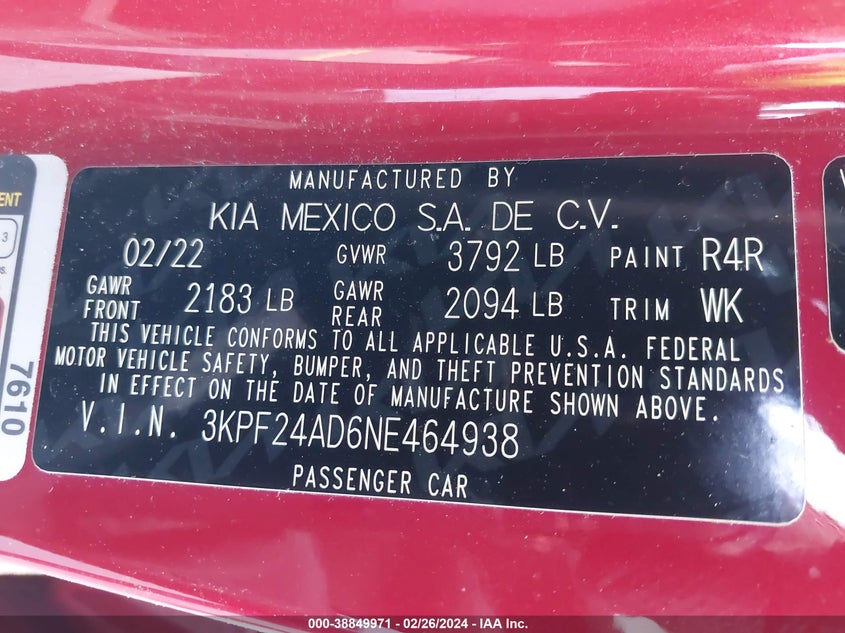 MANUFACTURED BY
KIA MEXICO S.A. DE C.V.
02/22 GVWR 3792 LB PAINT R4R
GAWR FRONT 2183 LB GAWR REAR 2094 LB TRIM WK
THIS VEHICLE CONFORMS TO ALL APPLICABLE U.S.A. FEDERAL
MOTOR VEHICLE SAFETY, BUMPER, AND THEFT PREVENTION STANDARDS
IN EFFECT ON THE DATE OF MANUFACTURE SHOWN ABOVE.
V.I.N. 3KPF24AD6NE464938
PASSENGER CAR
3
7610
000-38849971 - 02/26/2024 - IAA Inc.